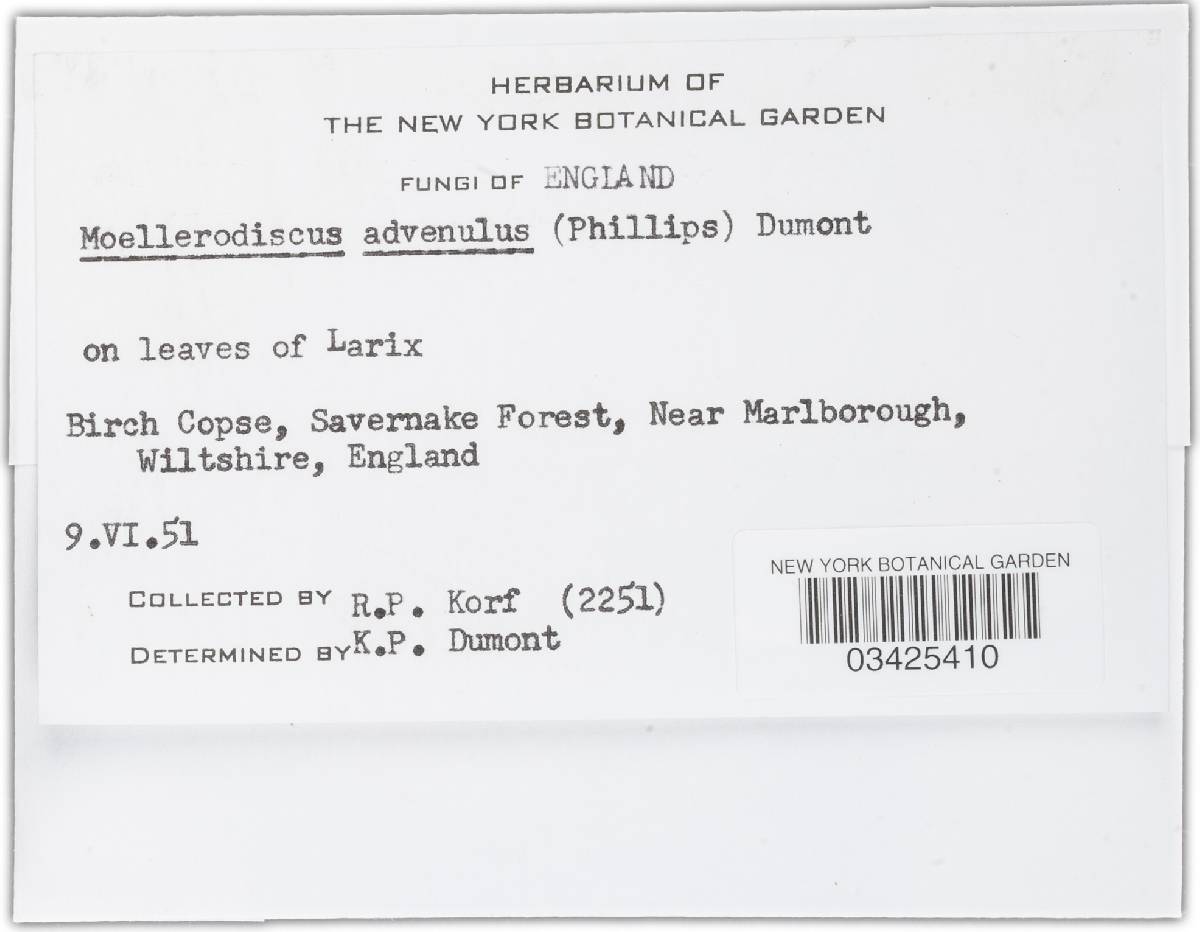 HERBARIUM OF
THE NEW YORK BOTANICAL GARDEN
FUNGI OF ENGLAND
Moellerodiscus advenulus (Phillips) Dumont
on leaves of Larix
Birch Copse, Savernake Forest, Near Marlborough,
Wiltshire, England
9.VI.51
COLLECTED BY R.P. Korf (2251)
DETERMINED BY K.P. Dumont
NEW YORK BOTANICAL GARDEN
03425410